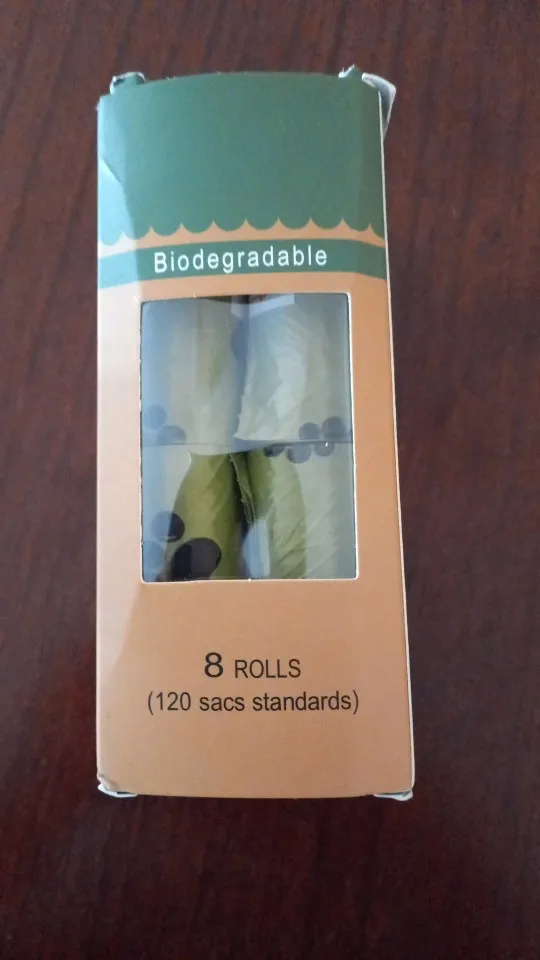 Biodegradable
8 ROLLS
(120 sacs standards)